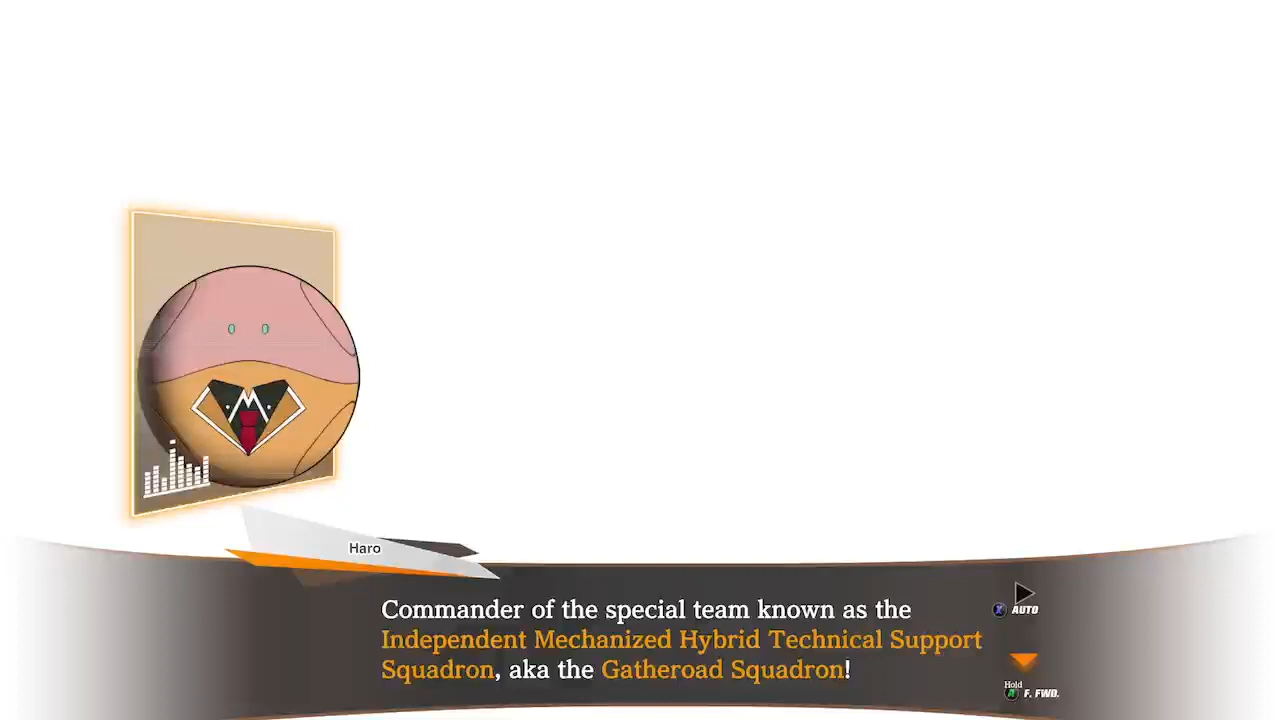 Haro
Commander of the special team known as the
Independent Mechanized Hybrid Technical Support
Squadron, aka the Gatheroad Squadron!
X AUTO
Hold
A F. FWD.